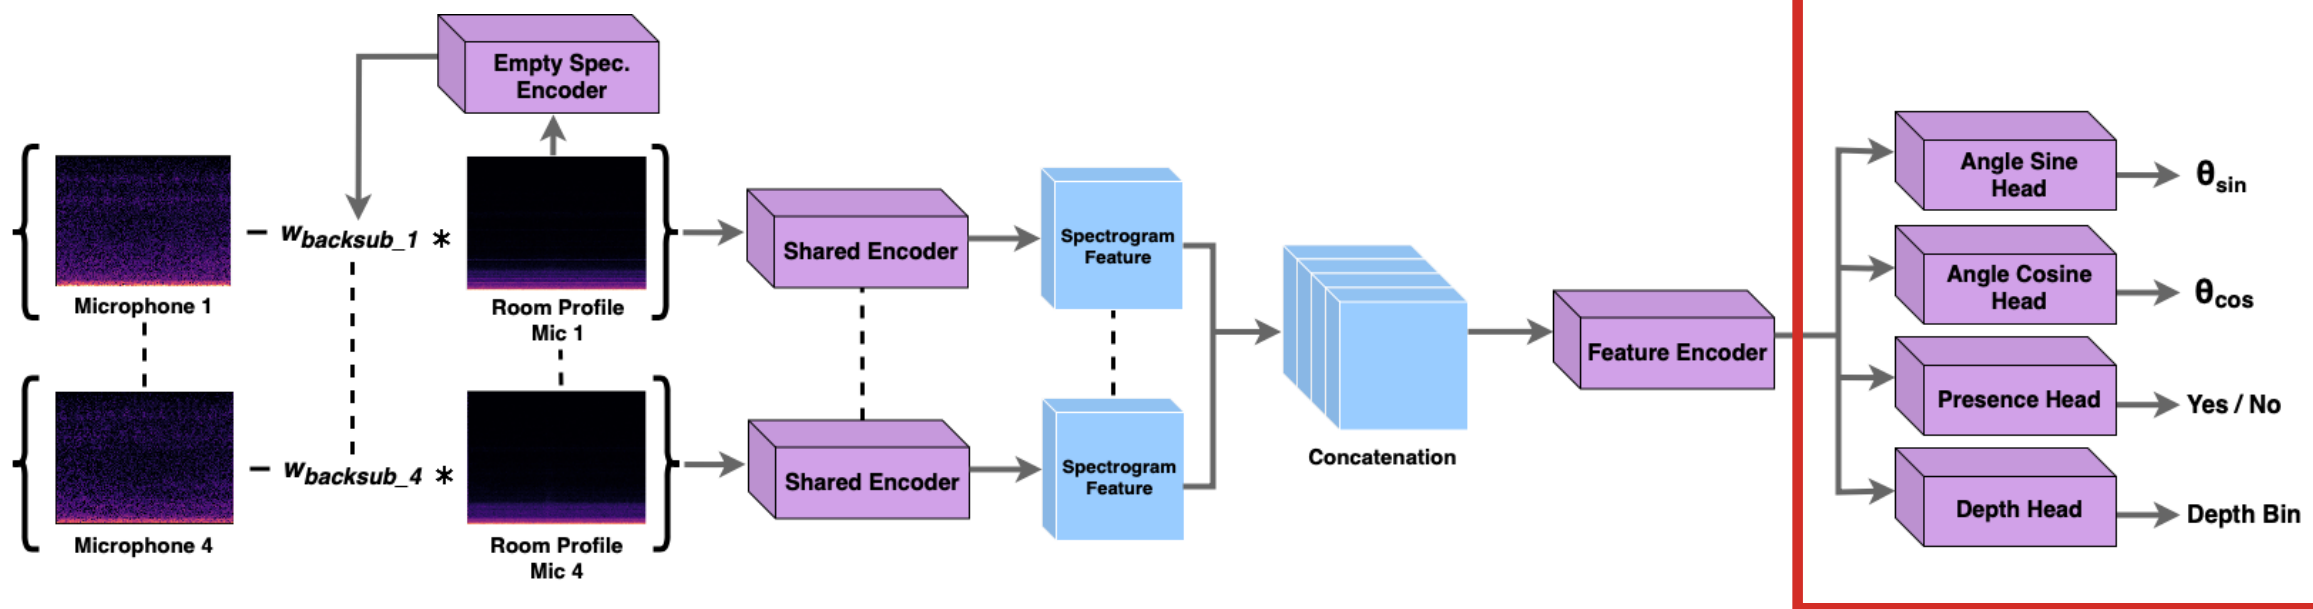 Empty Spec.
Encoder
Microphone 1
− w_backsub_1 *
Room Profile
Mic 1
Shared Encoder
Spectrogram
Feature
Microphone 4
− w_backsub_4 *
Room Profile
Mic 4
Shared Encoder
Spectrogram
Feature
Concatenation
Feature Encoder
Angle Sine
Head
θsin
Angle Cosine
Head
θcos
Presence Head
Yes / No
Depth Head
Depth Bin